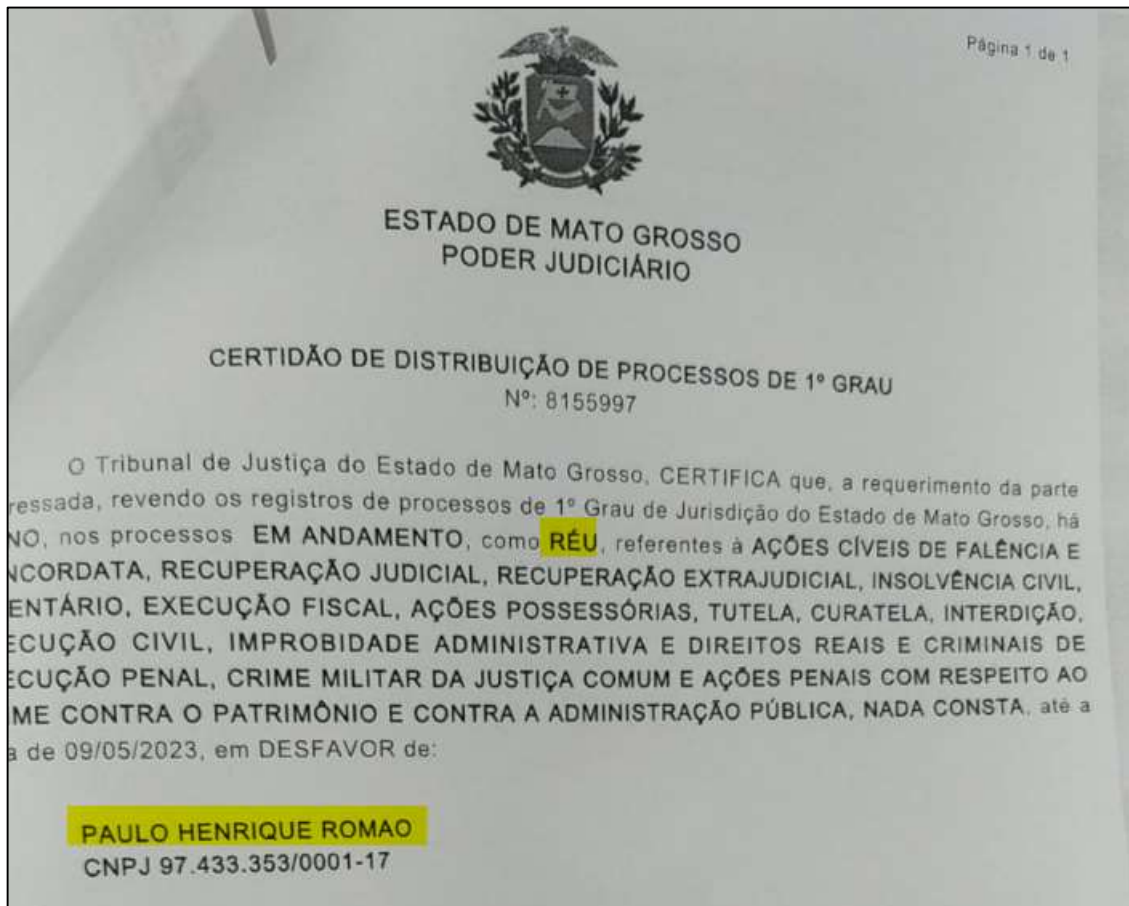 Página 1 de 1
ESTADO DE MATO GROSSO
PODER JUDICIÁRIO
CERTIDÃO DE DISTRIBUIÇÃO DE PROCESSOS DE 1º GRAU
Nº: 8155997
O Tribunal de Justiça do Estado de Mato Grosso, CERTIFICA que, a requerimento da parte
ressada, revendo os registros de processos de 1º Grau de Jurisdição do Estado de Mato Grosso, há
NO, nos processos EM ANDAMENTO, como RÉU, referentes à AÇÕES CÍVEIS DE FALÊNCIA E
NCORDATA, RECUPERAÇÃO JUDICIAL, RECUPERAÇÃO EXTRAJUDICIAL, INSOLVÊNCIA CIVIL,
ENTÁRIO, EXECUÇÃO FISCAL, AÇÕES POSSESSÓRIAS, TUTELA, CURATELA, INTERDIÇÃO,
ECUÇÃO CIVIL, IMPROBIDADE ADMINISTRATIVA E DIREITOS REAIS E CRIMINAIS DE
ECUÇÃO PENAL, CRIME MILITAR DA JUSTIÇA COMUM E AÇÕES PENAIS COM RESPEITO AO
ME CONTRA O PATRIMÔNIO E CONTRA A ADMINISTRAÇÃO PÚBLICA, NADA CONSTA, até a
a de 09/05/2023, em DESFAVOR de:
PAULO HENRIQUE ROMAO
CNPJ 97.433.353/0001-17